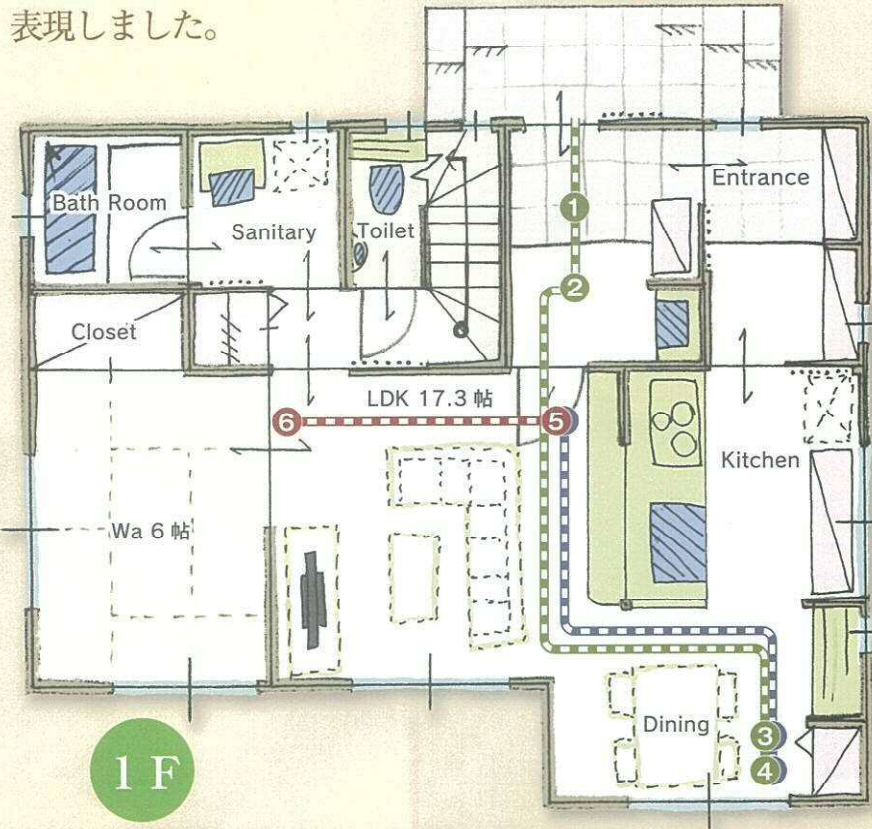 表現しました。
Entrance
Bath Room
Sanitary
Toilet
1
2
Closet
LDK 17.3 帖
6
5
Kitchen
Wa 6 帖
Dining
3
4
1 F